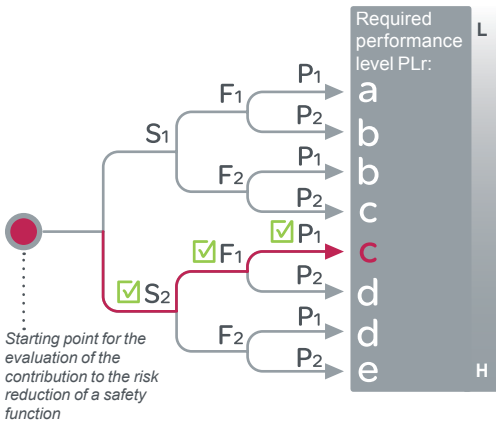 Required
performance
level PLr:
L
P1
a
F1
P2
b
S1
P1
b
F2
P2
c
P1
c
F1
P2
d
S2
P1
d
F2
P2
e
H
Starting point for the
evaluation of the
contribution to the risk
reduction of a safety
function